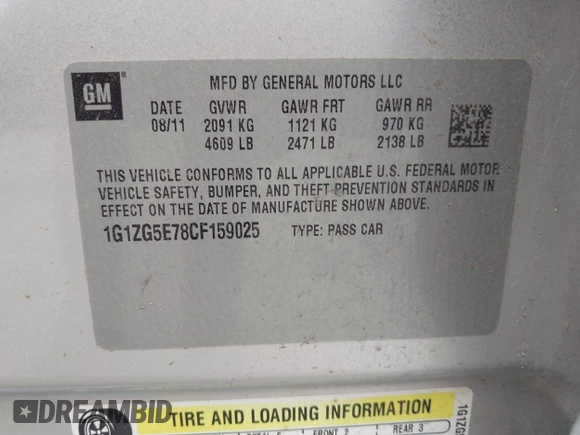 GM
MFD BY GENERAL MOTORS LLC
DATE GVWR GAWR FRT GAWR RR
08/11 2091 KG 1121 KG 970 KG
4609 LB 2471 LB 2138 LB
THIS VEHICLE CONFORMS TO ALL APPLICABLE U.S. FEDERAL MOTOR
VEHICLE SAFETY, BUMPER, AND THEFT PREVENTION STANDARDS IN
EFFECT ON THE DATE OF MANUFACTURE SHOWN ABOVE.
1G1ZG5E78CF159025 TYPE: PASS CAR
TIRE AND LOADING INFORMATION
FRONT 2 REAR 3
1G1ZG
DREAMBID